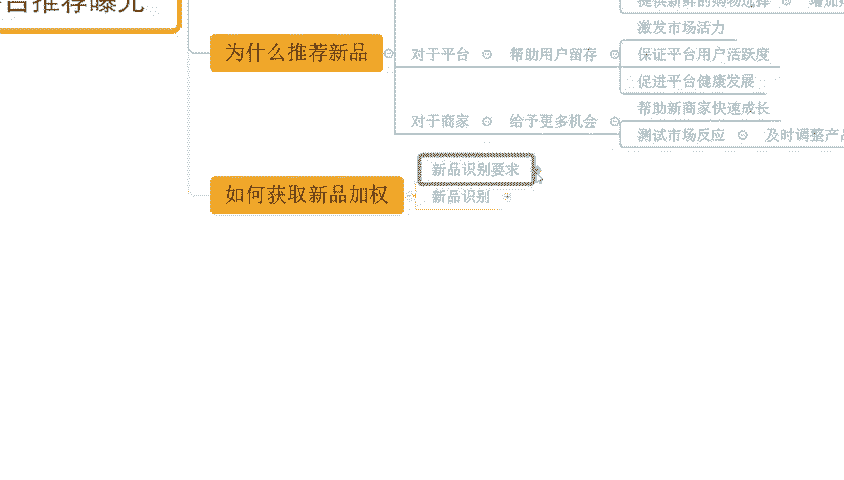 台推荐曝光
提供新鲜的购物选择
增加
为什么推荐新品
对于平台
帮助用户留存
激发市场活力
保证平台用户活跃度
促进平台健康发展
对于商家
给予更多机会
帮助新商家快速成长
测试市场反应
及时调整产品
如何获取新品加权
新品识别要求
新品识别